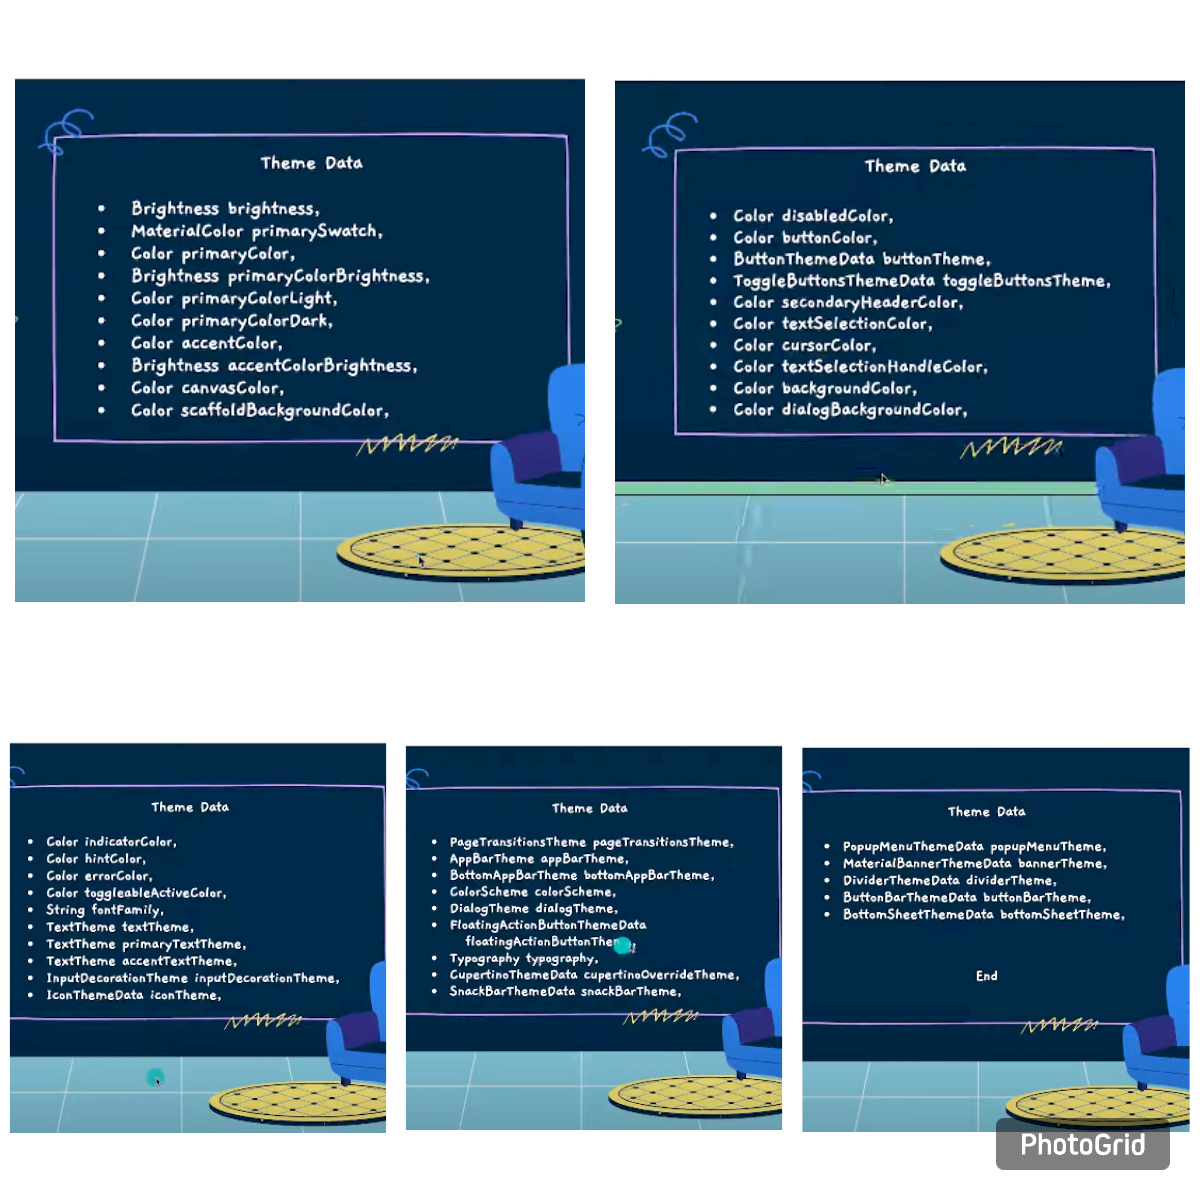 Theme Data
• Brightness brightness,
• MaterialColor primarySwatch,
• Color primaryColor,
• Brightness primaryColorBrightness,
• Color primaryColorLight,
• Color primaryColorDark,
• Color accentColor,
• Brightness accentColorBrightness,
• Color canvasColor,
• Color scaffoldBackgroundColor,
Theme Data
• Color disabledColor,
• Color buttonColor,
• ButtonThemeData buttonTheme,
• ToggleButtonsThemeData toggleButtonsTheme,
• Color secondaryHeaderColor,
• Color textSelectionColor,
• Color cursorColor,
• Color textSelectionHandleColor,
• Color backgroundColor,
• Color dialogBackgroundColor,
Theme Data
• Color indicatorColor,
• Color hintColor,
• Color errorColor,
• Color toggleableActiveColor,
• String fontFamily,
• TextTheme textTheme,
• TextTheme primaryTextTheme,
• TextTheme accentTextTheme,
• InputDecorationTheme inputDecorationTheme,
• IconThemeData iconTheme,
Theme Data
• PageTransitionsTheme pageTransitionsTheme,
• AppBarTheme appBarTheme,
• BottomAppBarTheme bottomAppBarTheme,
• ColorScheme colorScheme,
• DialogTheme dialogTheme,
• FloatingActionButtonThemeData
• Typography typography,
• CupertinoThemeData cupertinoOverrideTheme,
• SnackBarThemeData snackBarTheme,
Theme Data
• PopupMenuThemeData popupMenuTheme,
• MaterialBannerThemeData bannerTheme,
• DividerThemeData dividerTheme,
• ButtonBarThemeData buttonBarTheme,
• BottomSheetThemeData bottomSheetTheme,
End
PhotoGrid